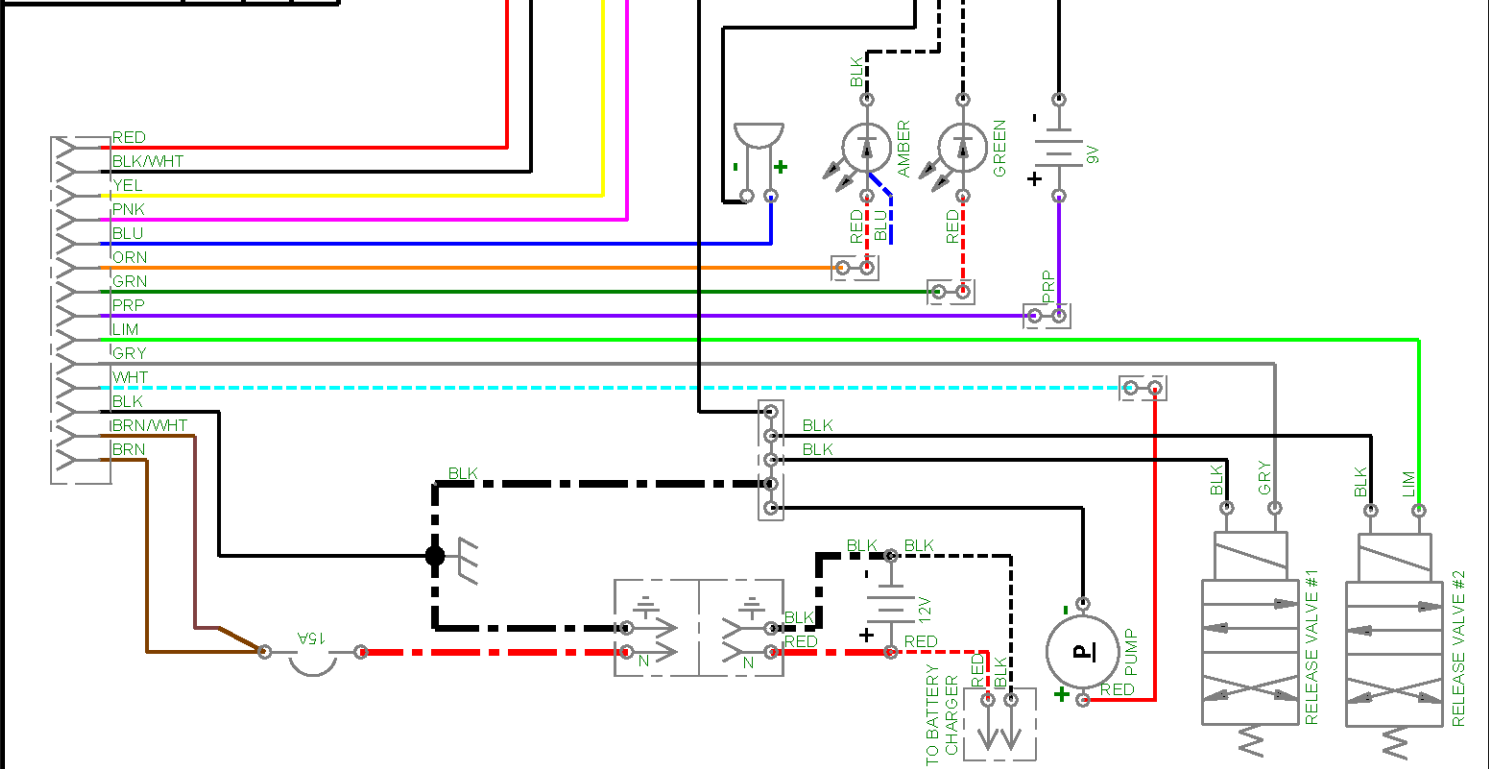 BLK
AMBER
GREEN
-
+
-
+
9V
RED
BLK/WHT
YEL
PNK
BLU
ORN
GRN
PRP
LIM
GRY
WHT
BLK
BRN/WHT
BRN
RED
BLU
RED
PRP
BLK
BLK
BLK
GRY
BLK
LIM
BLK
15A
N
N
BLK
RED
BLK
BLK
-
+
12V
RED
RED
BLK
TO BATTERY
CHARGER
-
P
+
RED
PUMP
RELEASE VALVE #1
RELEASE VALVE #2